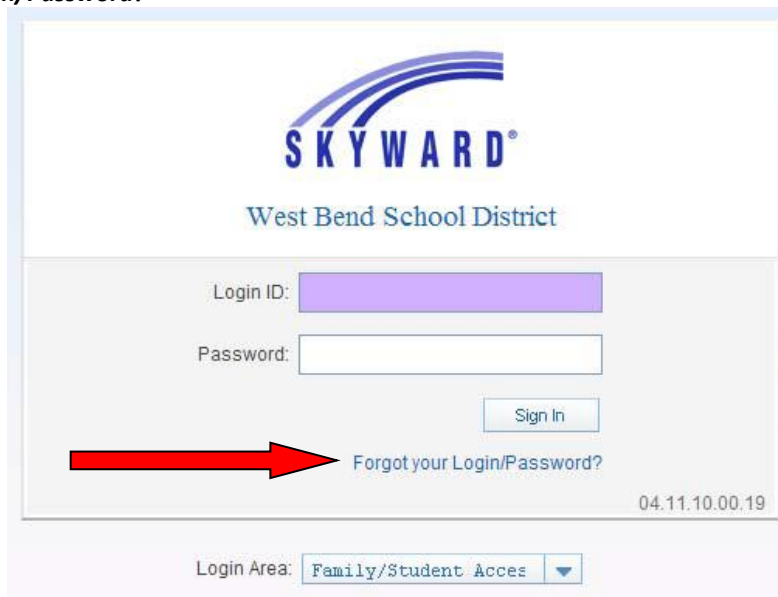 SKYWARD®
West Bend School District
Login ID:
Password:
Sign In
Forgot your Login/Password?
04.11.10.00.19
Login Area: Family/Student Acces